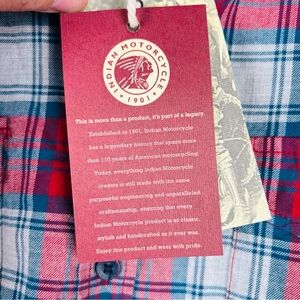 INDIAN MOTORCYCLE
• 1901 •
This is more than a product, it's part of a legacy.
Established in 1901, Indian Motorcycle
has a legendary history that spans more
than 110 years of American motorcycling.
Today, everything Indian Motorcycle
creates is still made with the same
purposeful engineering and unparalleled
craftsmanship, ensuring that every
Indian Motorcycle product is as classic,
stylish and handcrafted as it ever was.
Enjoy this product and wear with pride.